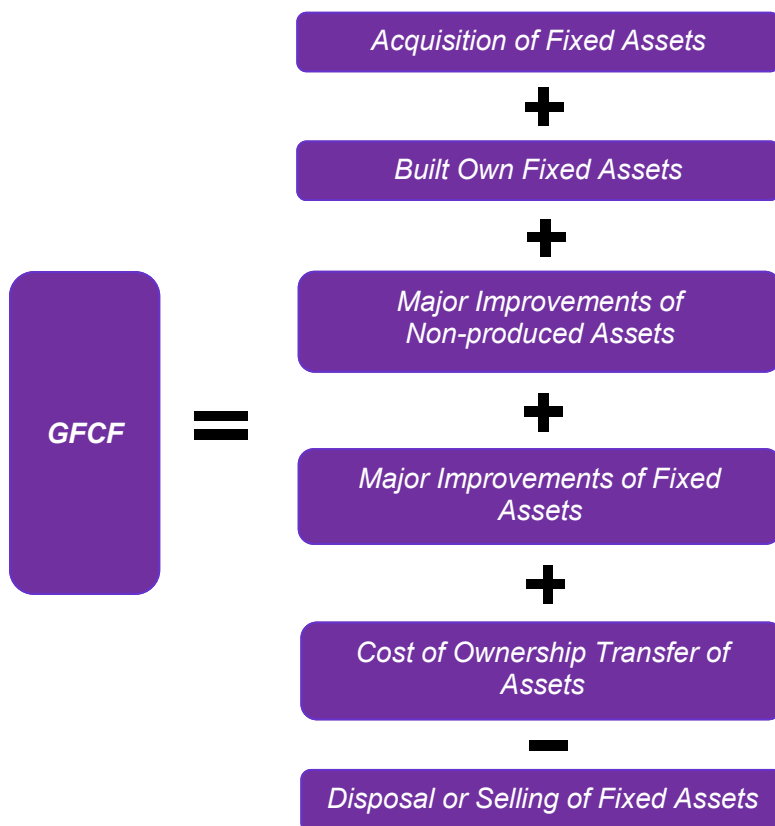 Acquisition of Fixed Assets
+
Built Own Fixed Assets
+
Major Improvements of
Non-produced Assets
GFCF
=
+
Major Improvements of Fixed
Assets
+
Cost of Ownership Transfer of
Assets
−
Disposal or Selling of Fixed Assets